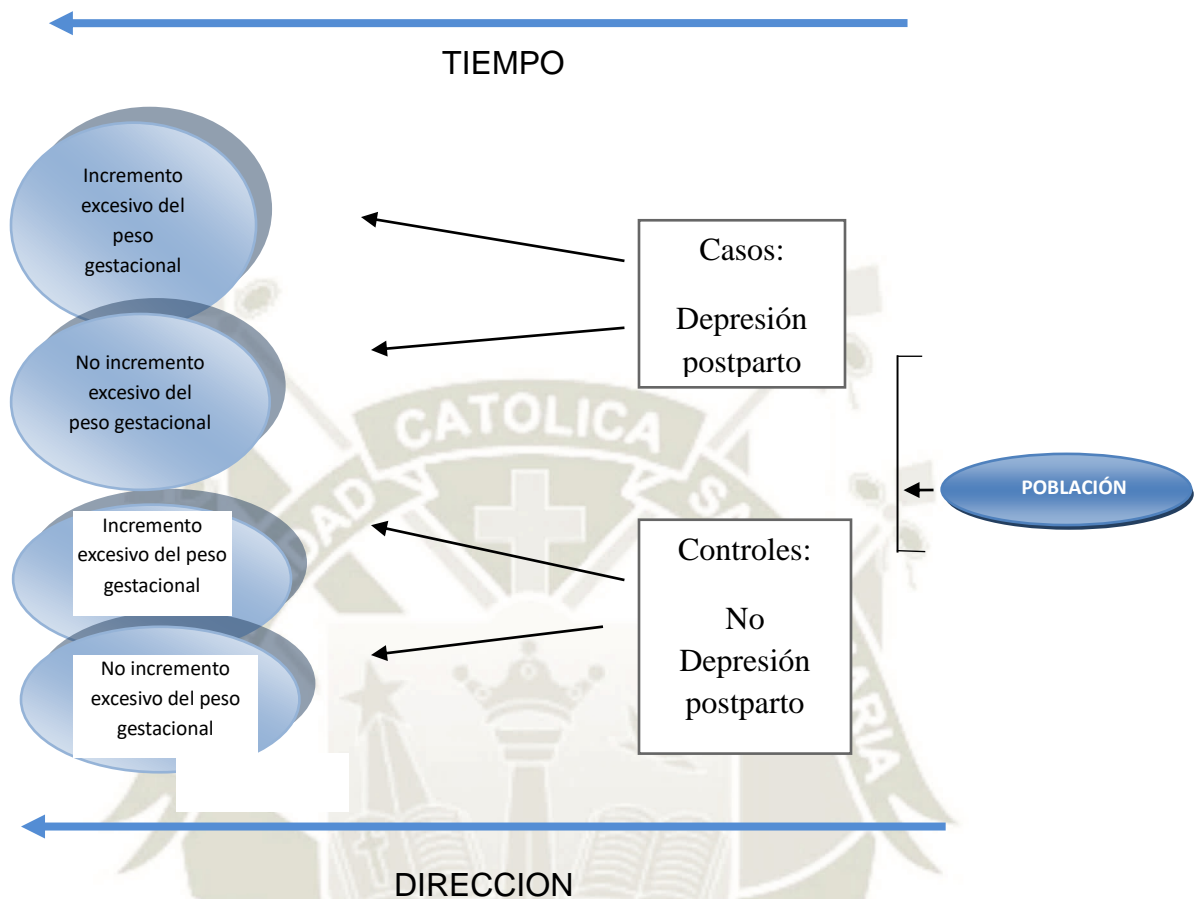 TIEMPO
Incremento
excesivo del
peso
gestacional
No incremento
excesivo del
peso gestacional
Incremento
excesivo del peso
gestacional
No incremento
excesivo del peso
gestacional
Casos:
Depresión
postparto
Controles:
No
Depresión
postparto
POBLACIÓN
CATOLICA
DIRECCION